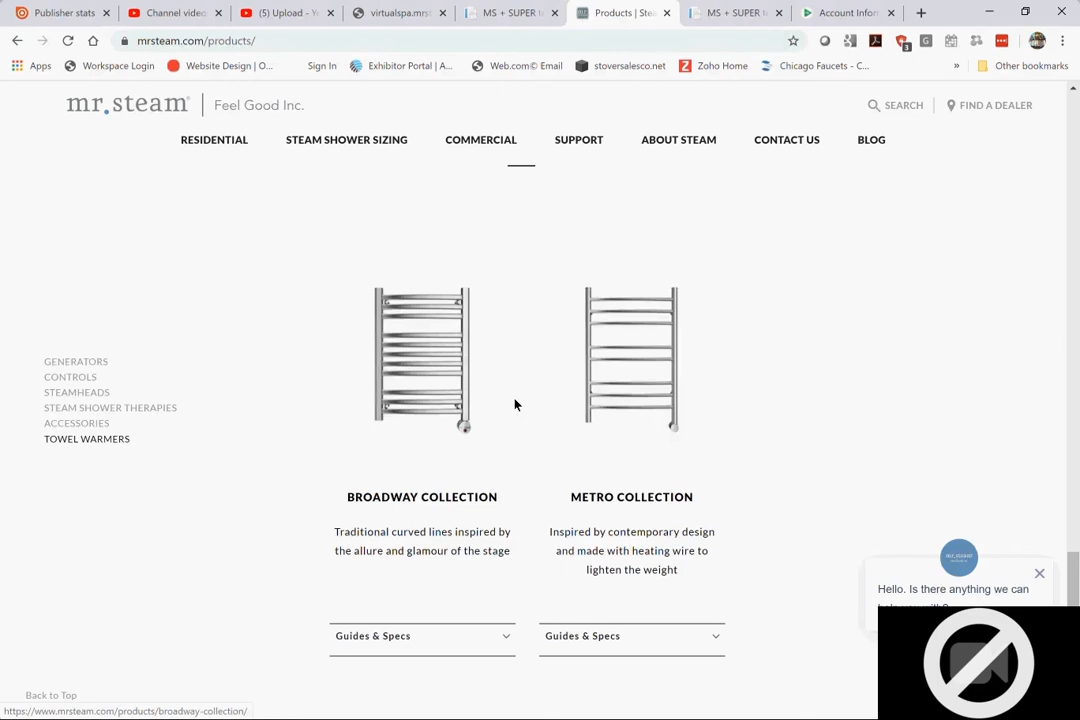 Publisher stats
Channel video
(5) Upload - Y
virtualspa.mrs
MS + SUPER t
Products | Ste
MS + SUPER t
Account Infor
mrsteam.com/products/
3
Apps
Workspace Login
Website Design | O...
Sign In
Exhibitor Portal | A...
Web.com© Email
stoversalesco.net
Zoho Home
Chicago Faucets - C...
»
Other bookmarks
mr.steam® | Feel Good Inc.
SEARCH
FIND A DEALER
RESIDENTIAL
STEAM SHOWER SIZING
COMMERCIAL
SUPPORT
ABOUT STEAM
CONTACT US
BLOG
GENERATORS
CONTROLS
STEAMHEADS
STEAM SHOWER THERAPIES
ACCESSORIES
TOWEL WARMERS
BROADWAY COLLECTION
Traditional curved lines inspired by
the allure and glamour of the stage
Guides & Specs
METRO COLLECTION
Inspired by contemporary design
and made with heating wire to
lighten the weight
Guides & Specs
Hello. Is there anything we can
Back to Top
https://www.mrsteam.com/products/broadway-collection/